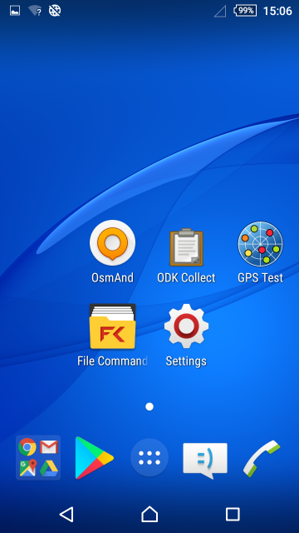 99%
15:06
OsmAnd
ODK Collect
GPS Test
File Command
Settings